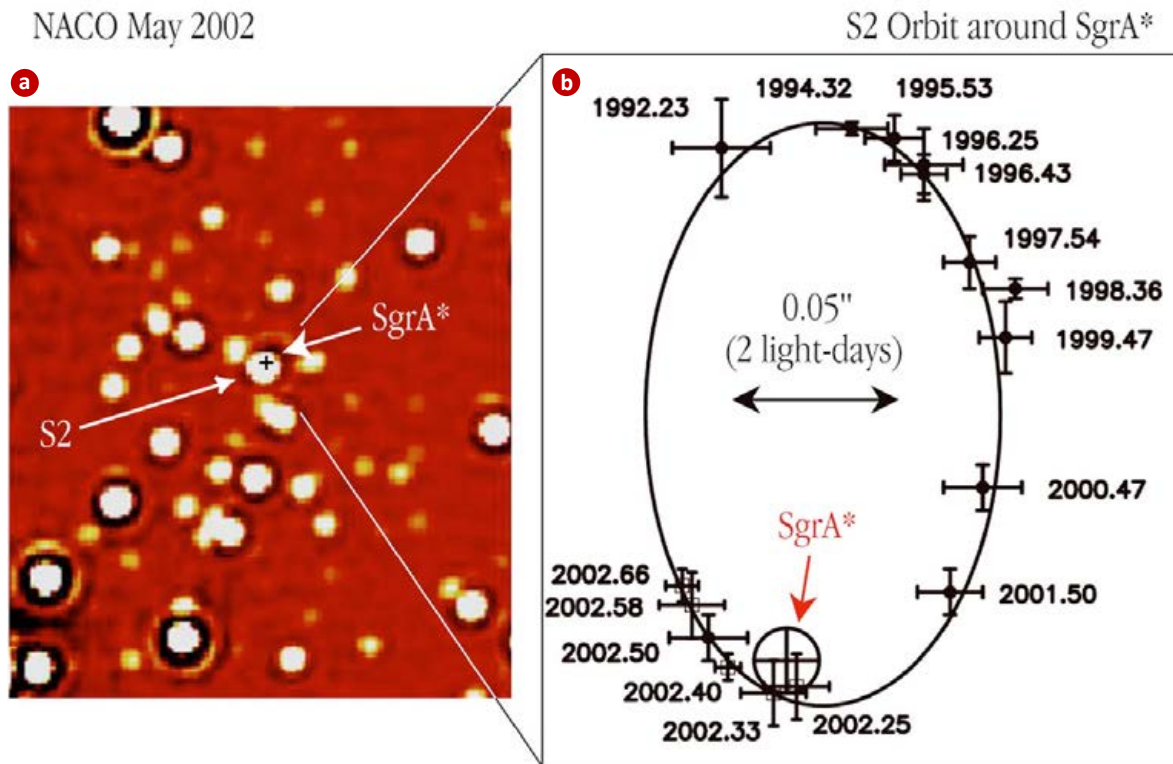 NACO May 2002
S2 Orbit around SgrA*
a
SgrA*
S2
b
1992.23
1994.32
1995.53
1996.25
1996.43
1997.54
1998.36
1999.47
0.05"
(2 light-days)
2000.47
SgrA*
2001.50
2002.66
2002.58
2002.50
2002.40
2002.33
2002.25